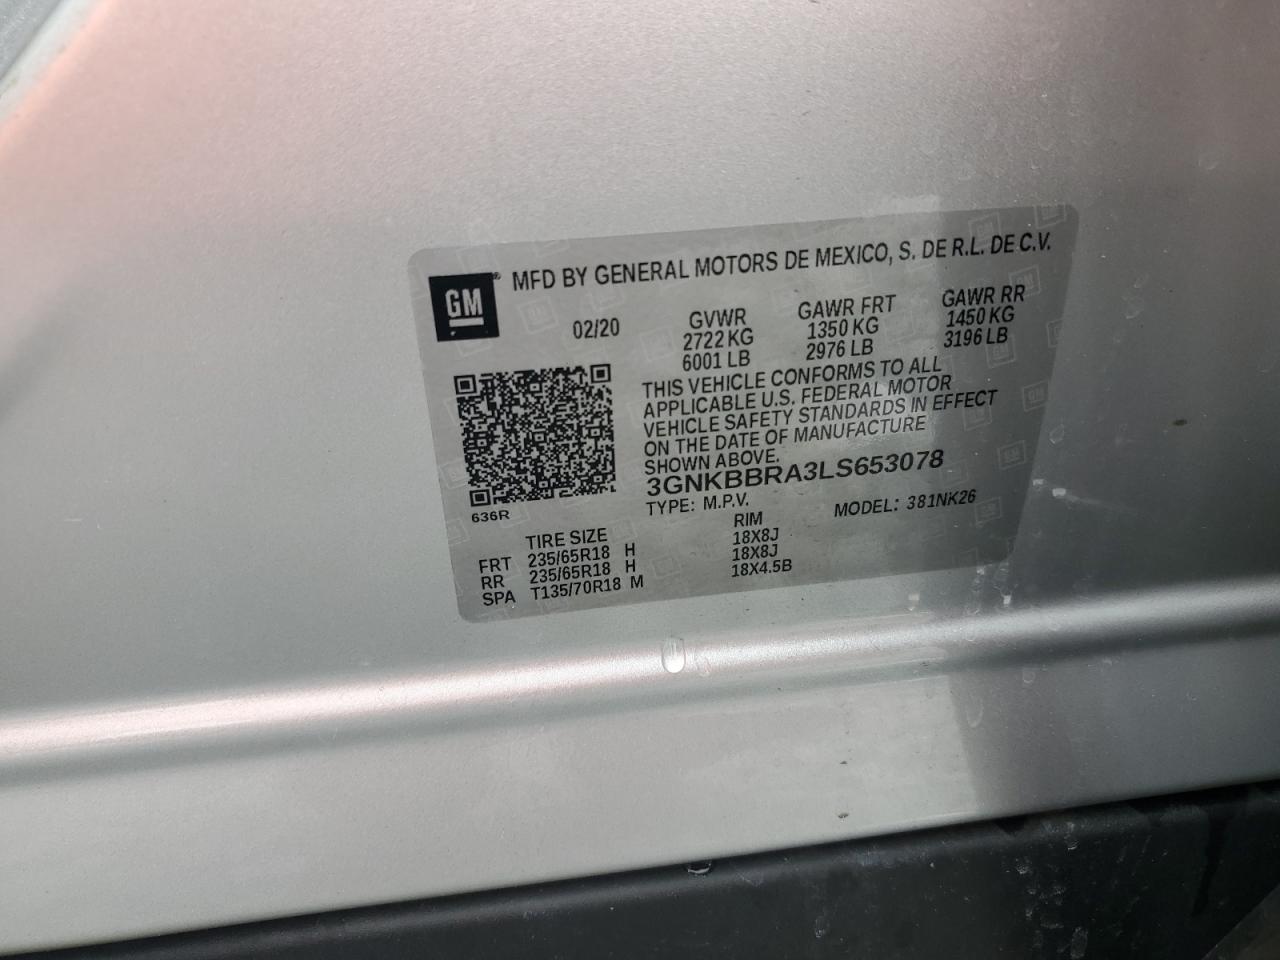 GM
MFD BY GENERAL MOTORS DE MEXICO, S. DE R.L. DE C.V.
02/20
GVWR GAWR FRT GAWR RR
2722 KG 1350 KG 1450 KG
6001 LB 2976 LB 3196 LB
THIS VEHICLE CONFORMS TO ALL
APPLICABLE U.S. FEDERAL MOTOR
VEHICLE SAFETY STANDARDS IN EFFECT
ON THE DATE OF MANUFACTURE
SHOWN ABOVE.
3GNKBBRA3LS653078
636R
TYPE: M.P.V. MODEL: 381NK26
TIRE SIZE RIM
FRT 235/65R18 H 18X8J
RR 235/65R18 H 18X8J
SPA T135/70R18 M 18X4.5B